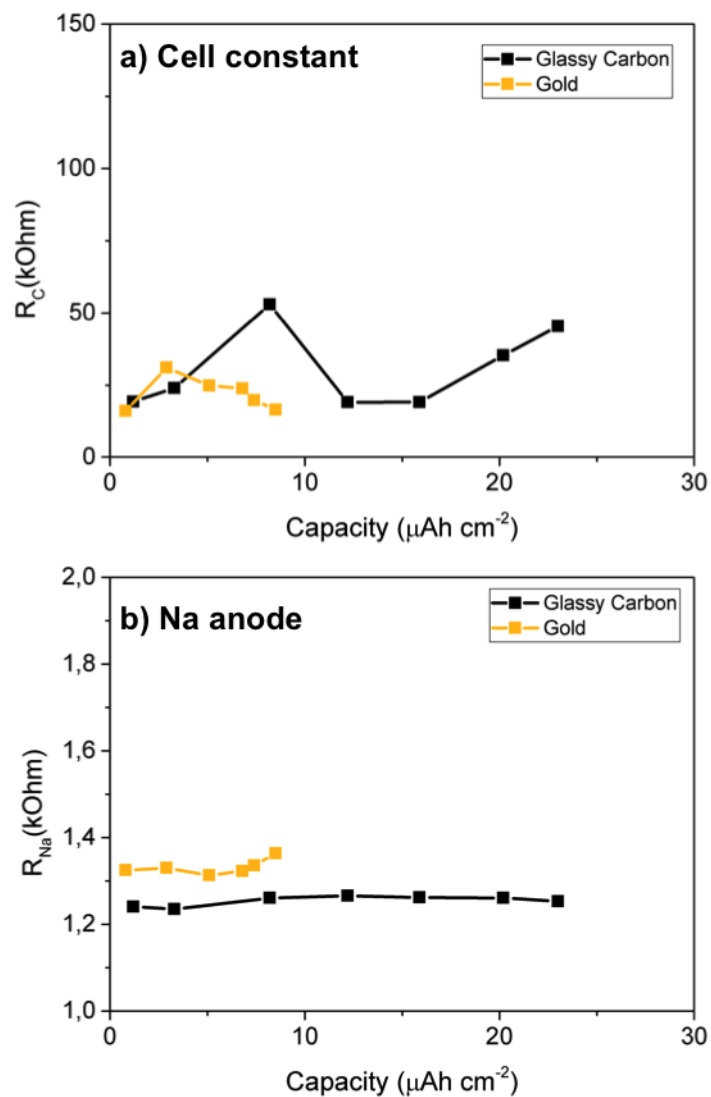 a) Cell constant
Glassy Carbon
Gold
150
100
50
0
R_C(kOhm)
0
10
20
30
Capacity (μAh cm⁻²)
b) Na anode
Glassy Carbon
Gold
2,0
1,8
1,6
1,4
1,2
1,0
R_Na(kOhm)
0
10
20
30
Capacity (μAh cm⁻²)